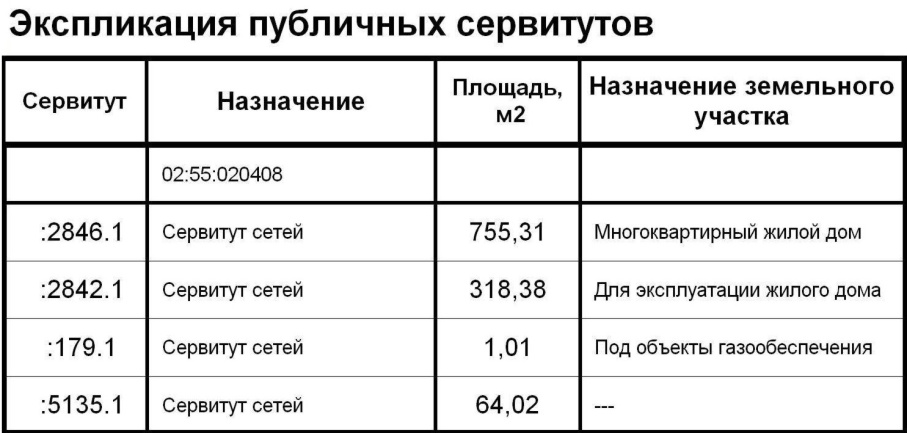 Экспликация публичных сервитутов
Сервитут Назначение Площадь, м2 Назначение земельного участка
02:55:020408
:2846.1 Сервитут сетей 755,31 Многоквартирный жилой дом
:2842.1 Сервитут сетей 318,38 Для эксплуатации жилого дома
:179.1 Сервитут сетей 1,01 Под объекты газообеспечения
:5135.1 Сервитут сетей 64,02 ---